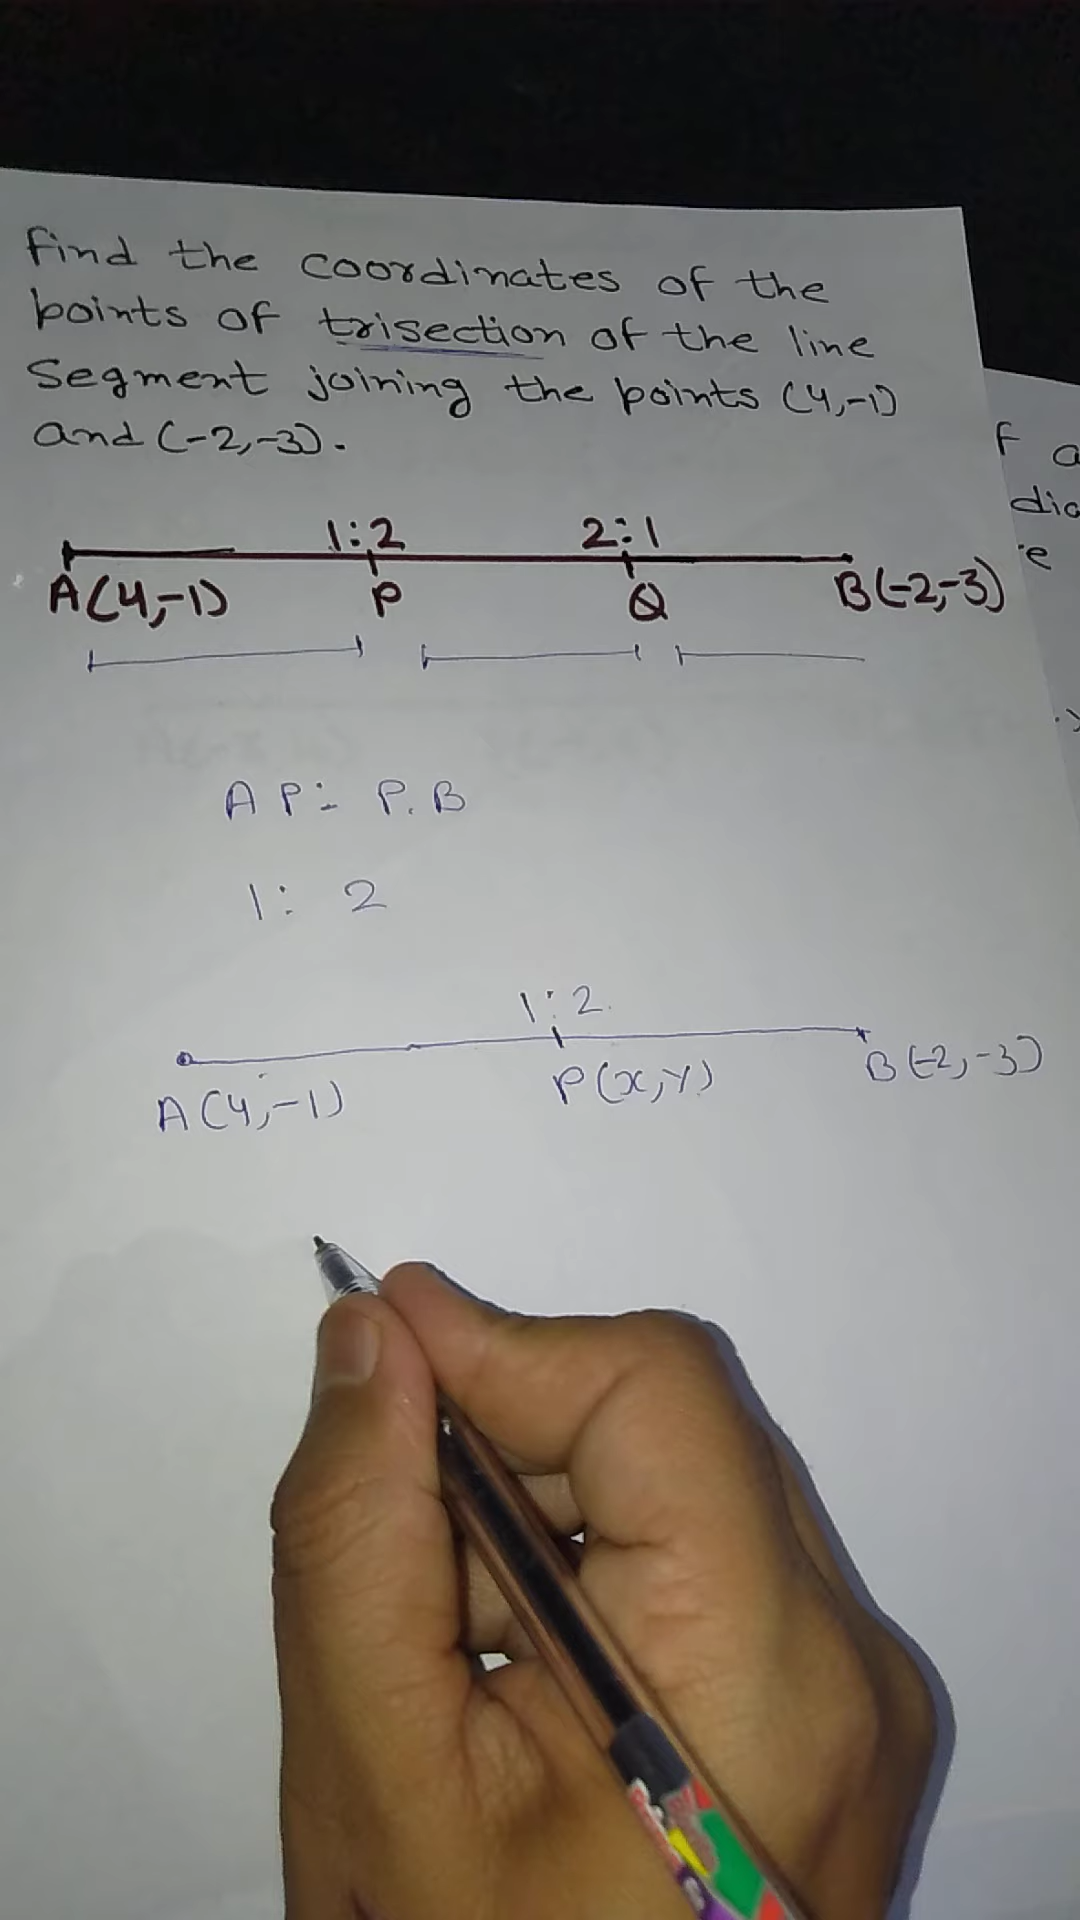 find the coordinates of the
points of trisection of the line
Segment joining the points (4,-1)
and (-2,-3).
1:2 2:1
A(4,-1) P Q B(-2,-3)
AP:- P.B
1: 2
1:2.
A(4,-1) P(x,y) B(-2,-3)